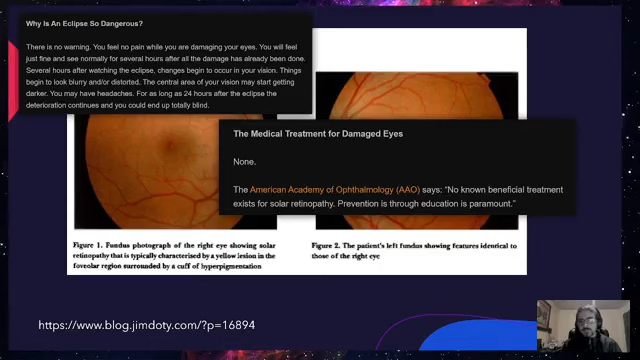 Why Is An Eclipse So Dangerous?
There is no warning. You feel no pain while you are damaging your eyes. You will feel
just fine and see normally for several hours after all the damage has already been done.
Several hours after watching the eclipse, changes begin to occur in your vision. Things
begin to look blurry and/or distorted. The central area of your vision may start getting
darker. You may have headaches. For as long as 24 hours after the eclipse the
deterioration continues and you could end up totally blind.
The Medical Treatment for Damaged Eyes
None.
The American Academy of Ophthalmology (AAO) says: “No known beneficial treatment
exists for solar retinopathy. Prevention is through education is paramount.”
Figure 1. Fundus photograph of the right eye showing solar
retinopathy that is typically characterised by a yellow lesion in the
foveolar region surrounded by a cuff of hyperpigmentation
Figure 2. The patient's left fundus showing features identical to
those of the right eye
https://www.blog.jimdoty.com/?p=16894